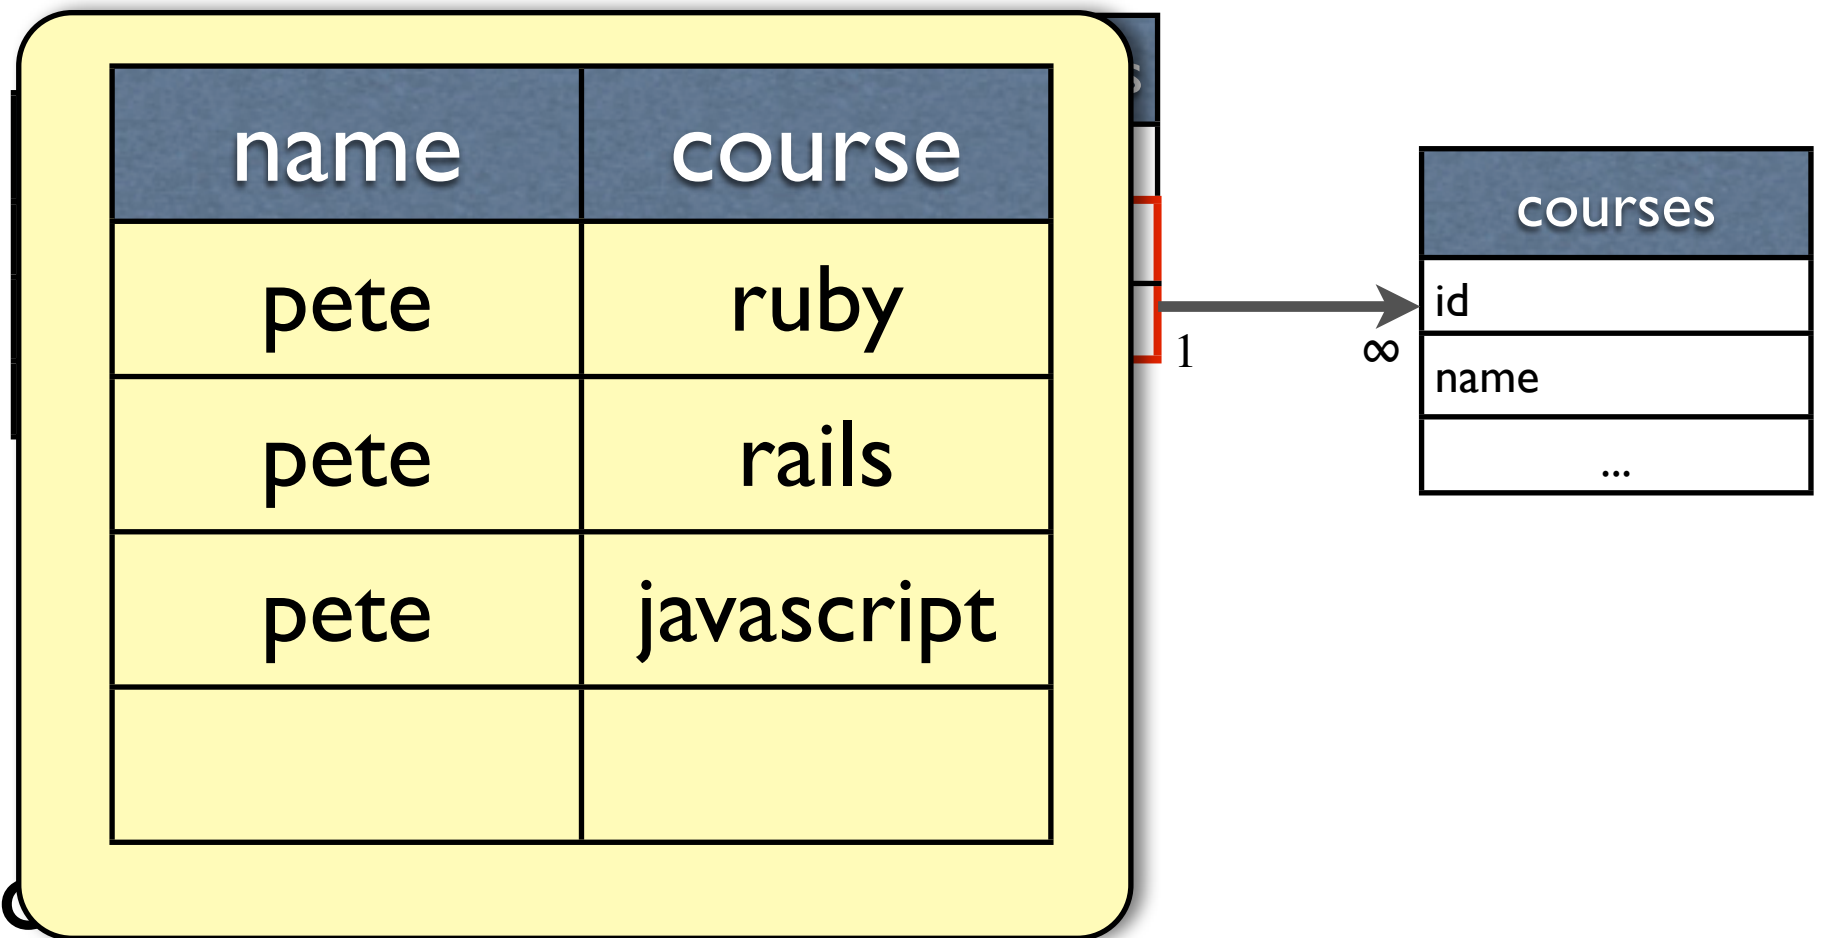 name course
pete ruby
pete rails
pete javascript
s
1 ∞
courses
id
name
...